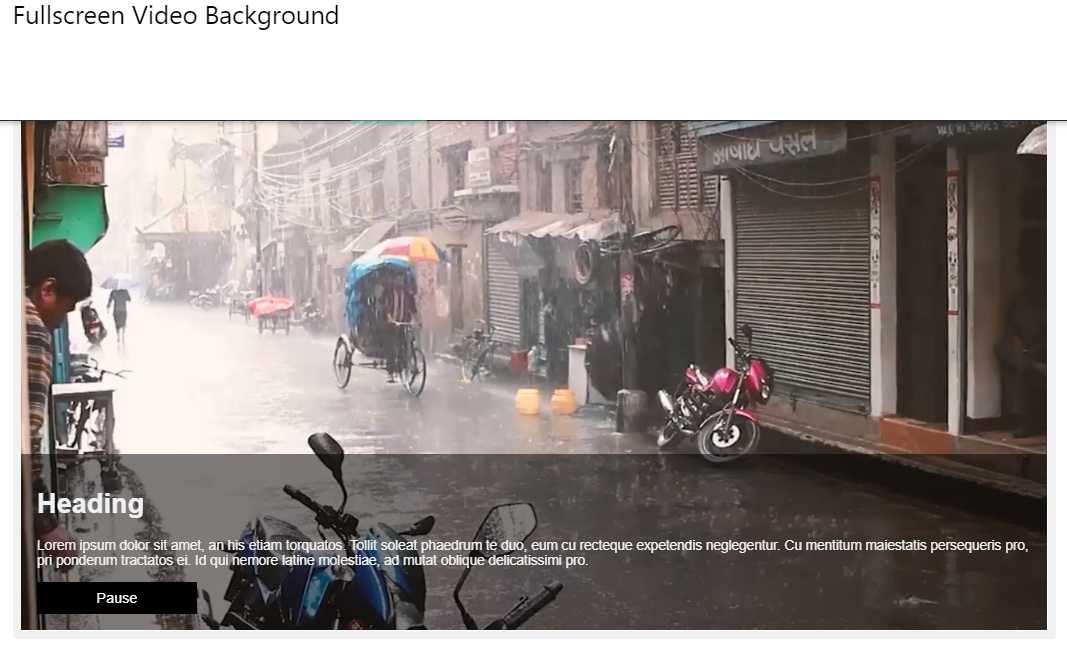 Fullscreen Video Background
Heading
Lorem ipsum dolor sit amet, an his etiam torquatos. Tollit soleat phaedrum te duo, eum cu recteque expetendis neglegentur. Cu mentitum maiestatis persequeris pro,
pri ponderum tractatos ei. Id qui nemore latine molestiae, ad mutat oblique delicatissimi pro.
Pause